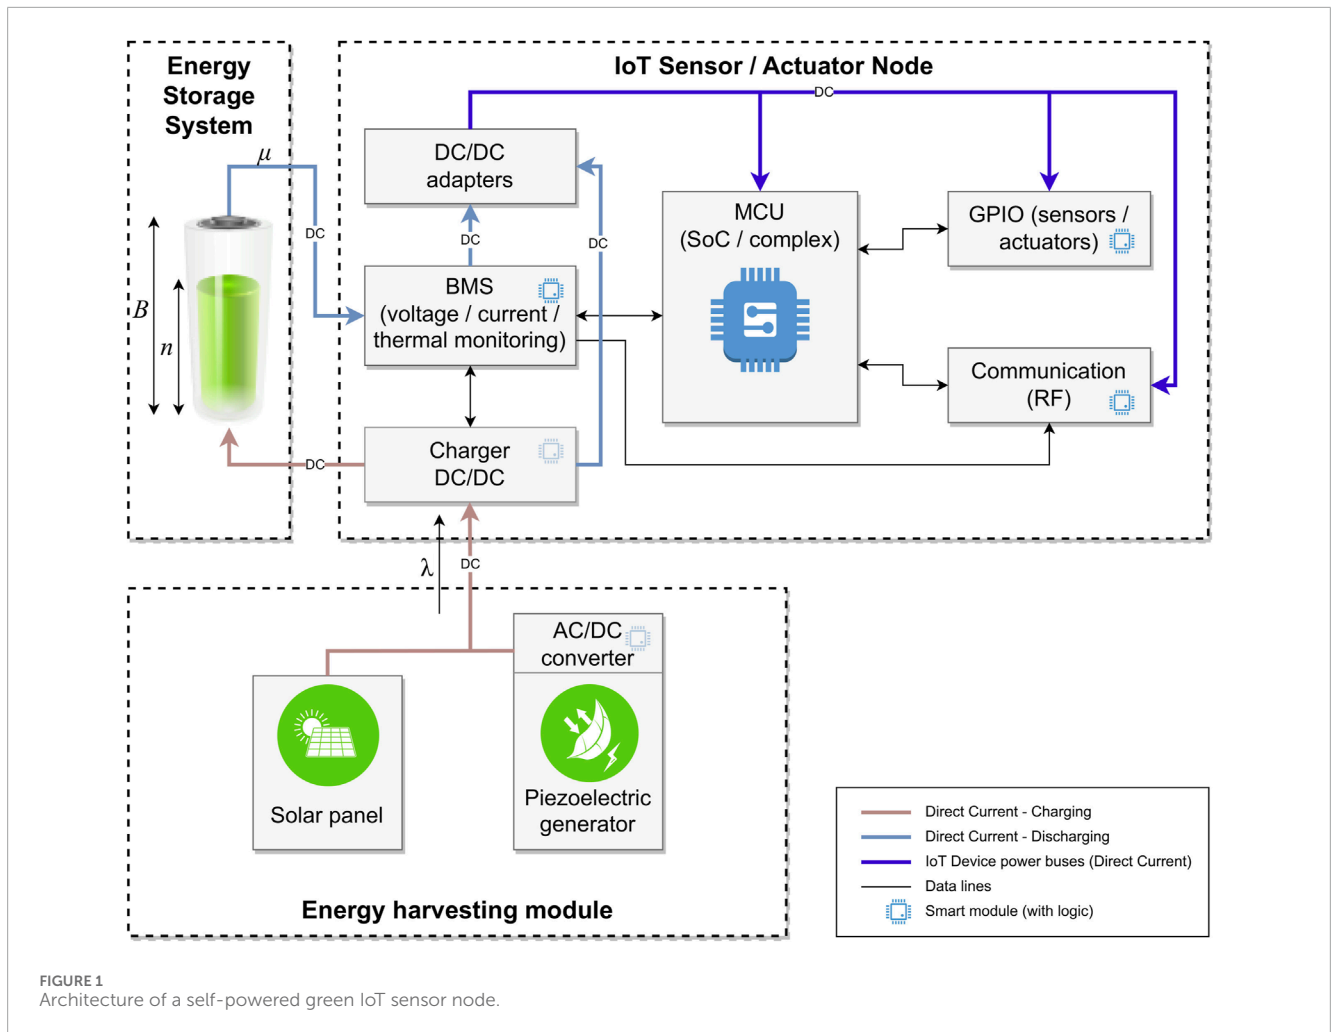 Energy
Storage
System
μ
DC
B
n
DC
IoT Sensor / Actuator Node
DC
DC/DC
adapters
DC
DC
BMS
(voltage / current /
thermal monitoring)
Charger
DC/DC
MCU
(SoC / complex)
GPIO (sensors /
actuators)
Communication
(RF)
λ
DC
AC/DC
converter
Solar panel
Piezoelectric
generator
Energy harvesting module
Direct Current - Charging
Direct Current - Discharging
IoT Device power buses (Direct Current)
Data lines
Smart module (with logic)
FIGURE 1
Architecture of a self-powered green IoT sensor node.